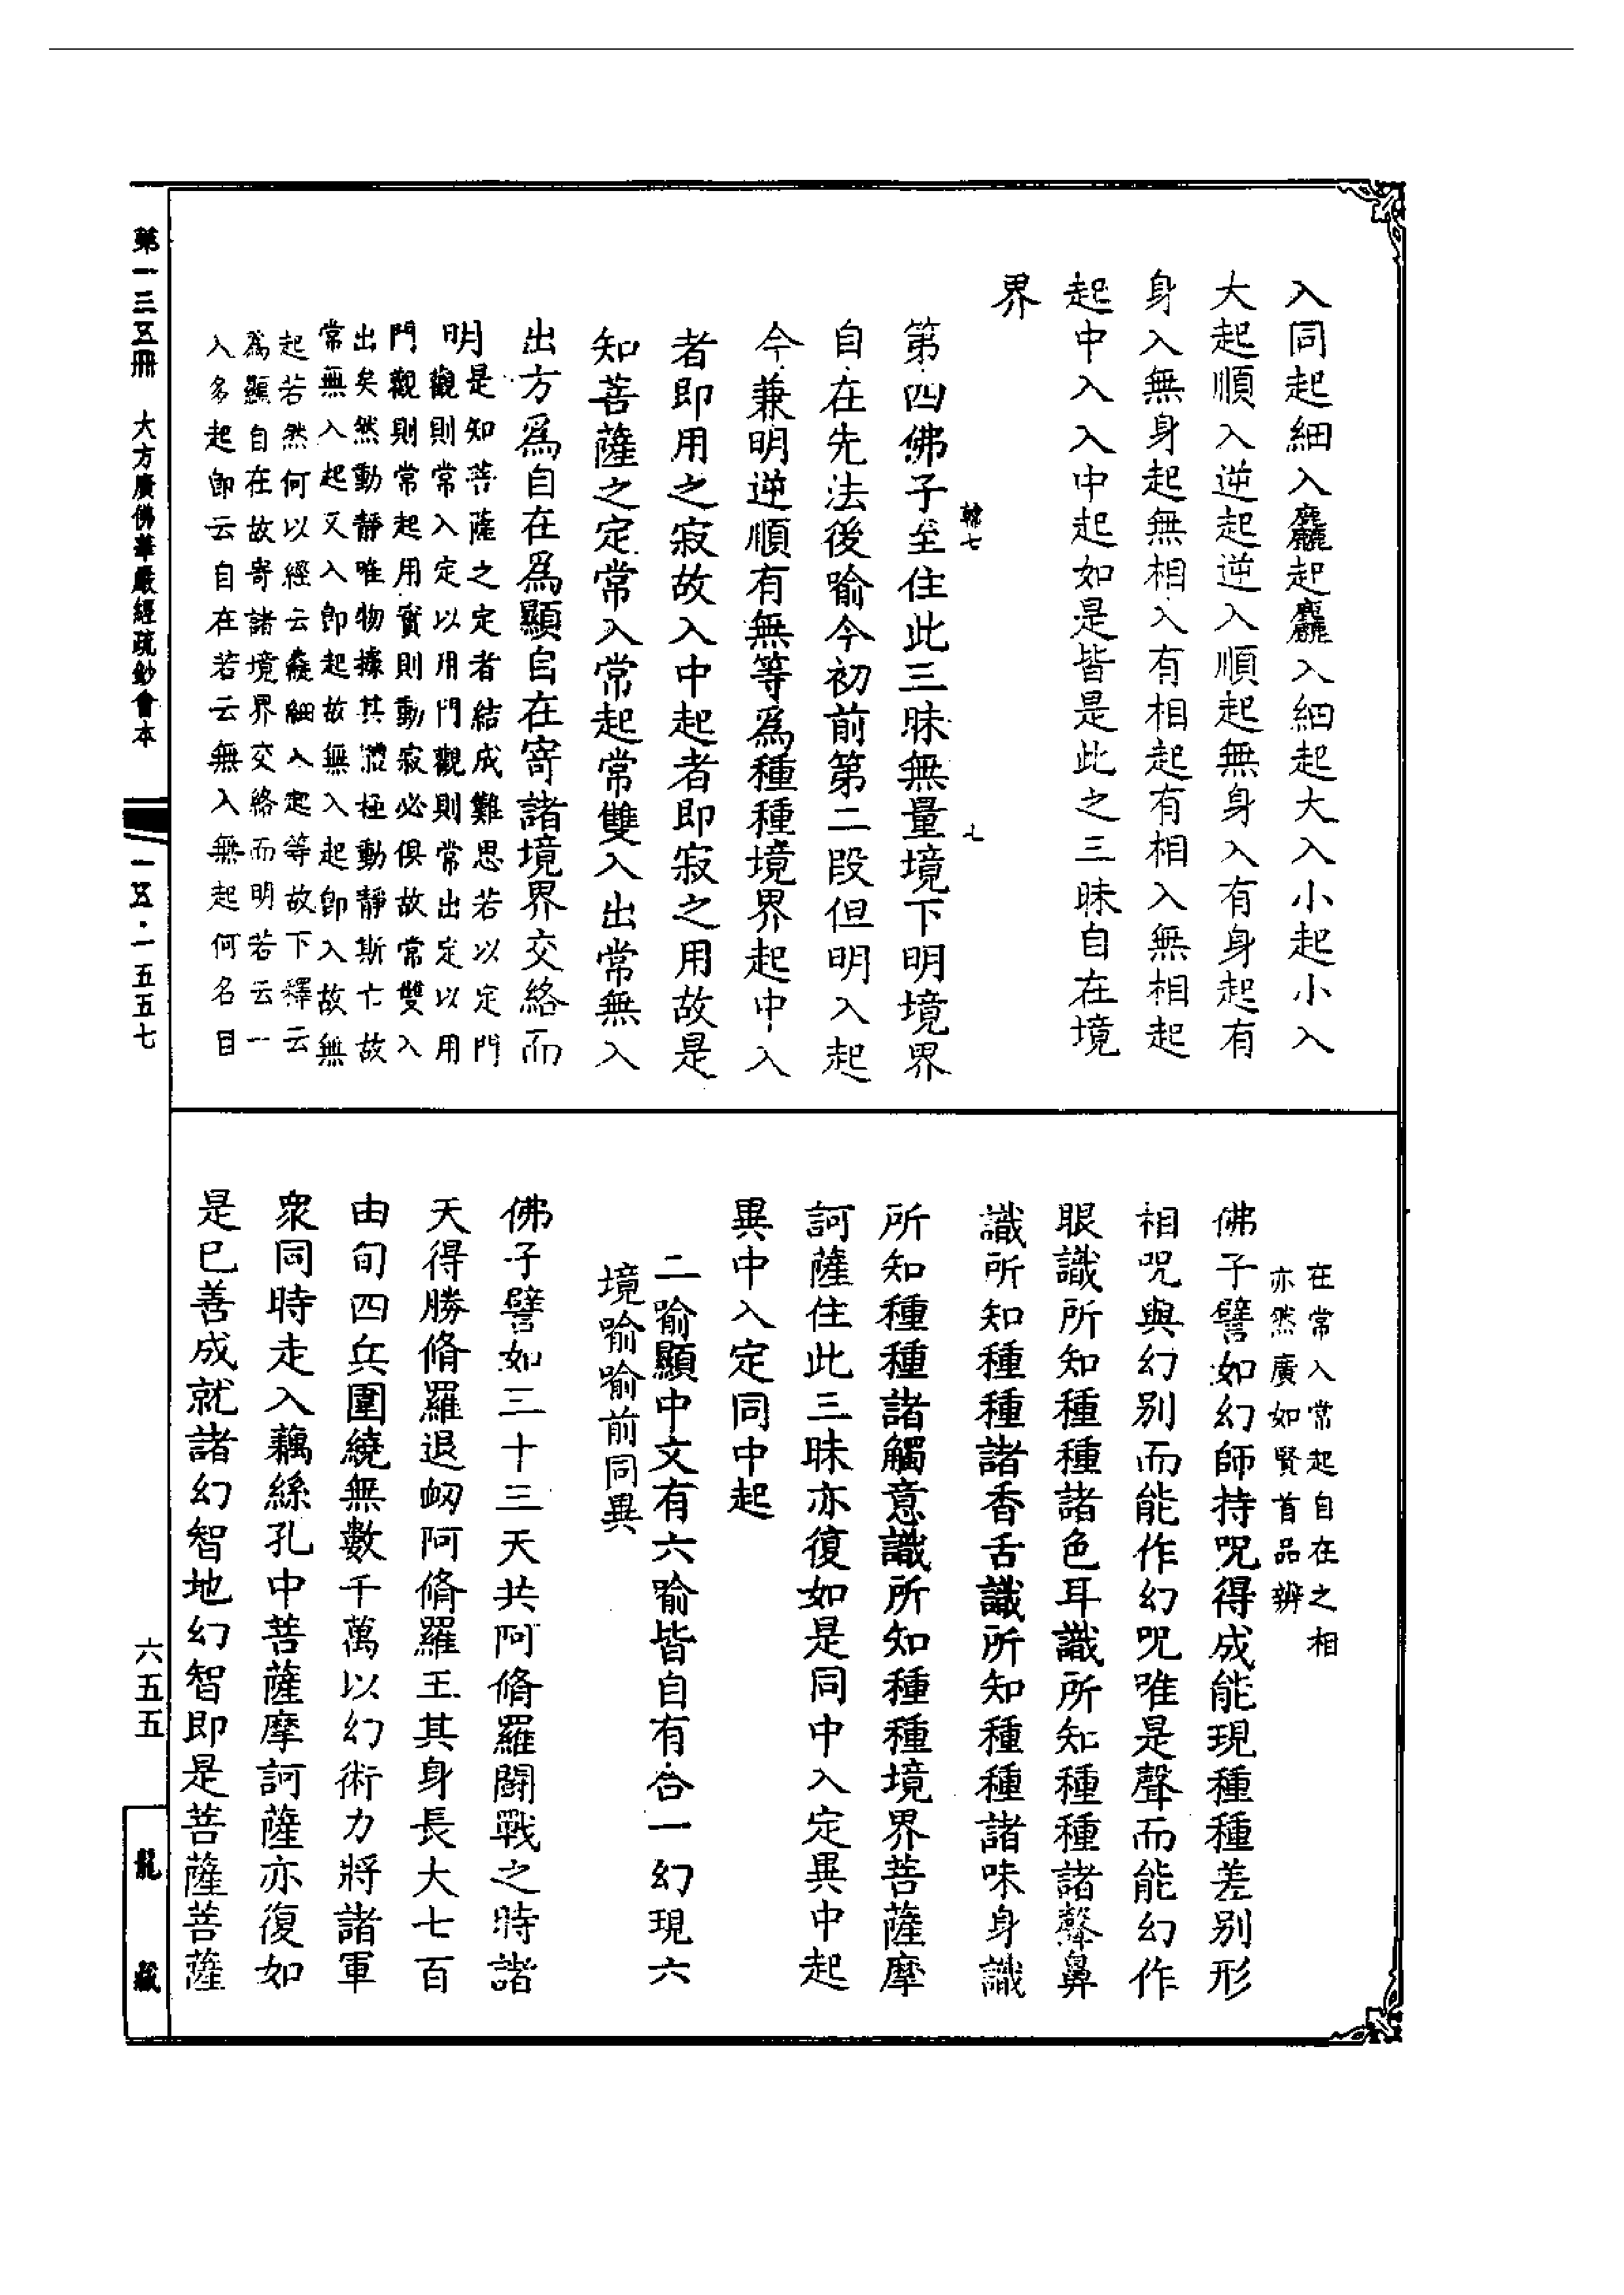 入同起細入麤起麤入細起大入小起小入
大起順入逆起逆入順起無身入有身起有
身入無身起無相入有相起有相入無相起
起中入入中起如是皆是此之三昧自在境
界
韓七
七
第四佛子至住此三昧無量境下明境界
自在先法後喻今初前第二段但明入起
今兼明逆順有無等爲種種境界起中入
者即用之寂故入中起者即寂之用故是
知菩薩之定常入常起常雙入出常無入
出方爲自在爲顯自在寄諸境界交絡而
明是知菩薩之定者結成難思若以定門
觀則常入定以用門觀則常出定以用
門觀則常起用實則動寂必俱故常雙入
出矣然動靜唯物據其體極動靜斯亡故
常無入起又入即起故無入起即入故無
起若然何以經云麤細入起等故下釋云
爲顯自在故寄諸境界交絡而明若云一
入多起即云自在若云無入無起何名自
在常入常起自在之相
亦然廣如賢首品辨
佛子譬如幻師持呪得成能現種種差別形
相呪與幻別而能作幻呪唯是聲而能幻作
眼識所知種種諸色耳識所知種種諸聲鼻
識所知種種諸香舌識所知種種諸味身識
所知種種諸觸意識所知種種境界菩薩摩
訶薩住此三昧亦復如是同中入定異中起
異中入定同中起
二喻顯中文有六喻皆自有合一幻現六
境喻喻前同異
佛子譬如三十三天共阿脩羅鬪戰之時諸
天得勝脩羅退衂阿脩羅王其身長大七百
由旬四兵圍繞無數千萬以幻術力將諸軍
衆同時走入藕絲孔中菩薩摩訶薩亦復如
是已善成就諸幻智地幻智即是菩薩菩薩
第一三五冊 大方廣佛華嚴經疏鈔會本
一五·一五五七
六五五
龍藏